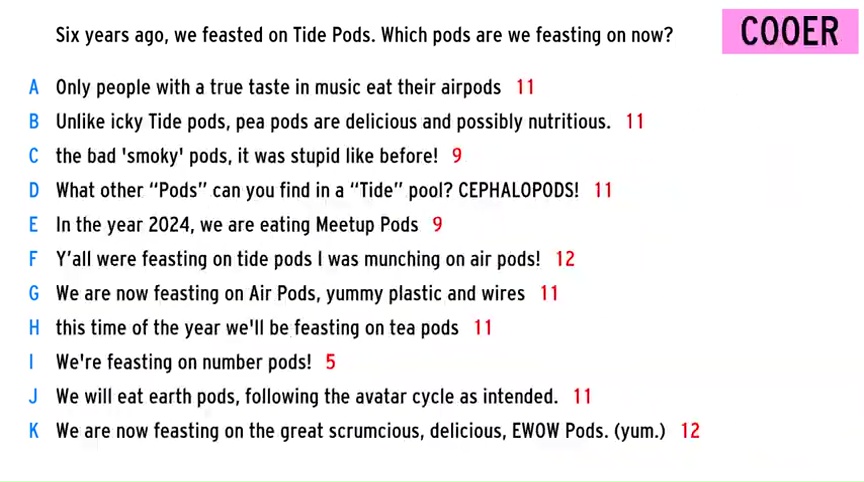 Six years ago, we feasted on Tide Pods. Which pods are we feasting on now?
COOER
A Only people with a true taste in music eat their airpods 11
B Unlike icky Tide pods, pea pods are delicious and possibly nutritious. 11
C the bad 'smoky' pods, it was stupid like before! 9
D What other “Pods” can you find in a “Tide” pool? CEPHALOPODS! 11
E In the year 2024, we are eating Meetup Pods 9
F Y’all were feasting on tide pods I was munching on air pods! 12
G We are now feasting on Air Pods, yummy plastic and wires 11
H this time of the year we'll be feasting on tea pods 11
I We're feasting on number pods! 5
J We will eat earth pods, following the avatar cycle as intended. 11
K We are now feasting on the great scrumcious, delicious, EWOW Pods. (yum.) 12